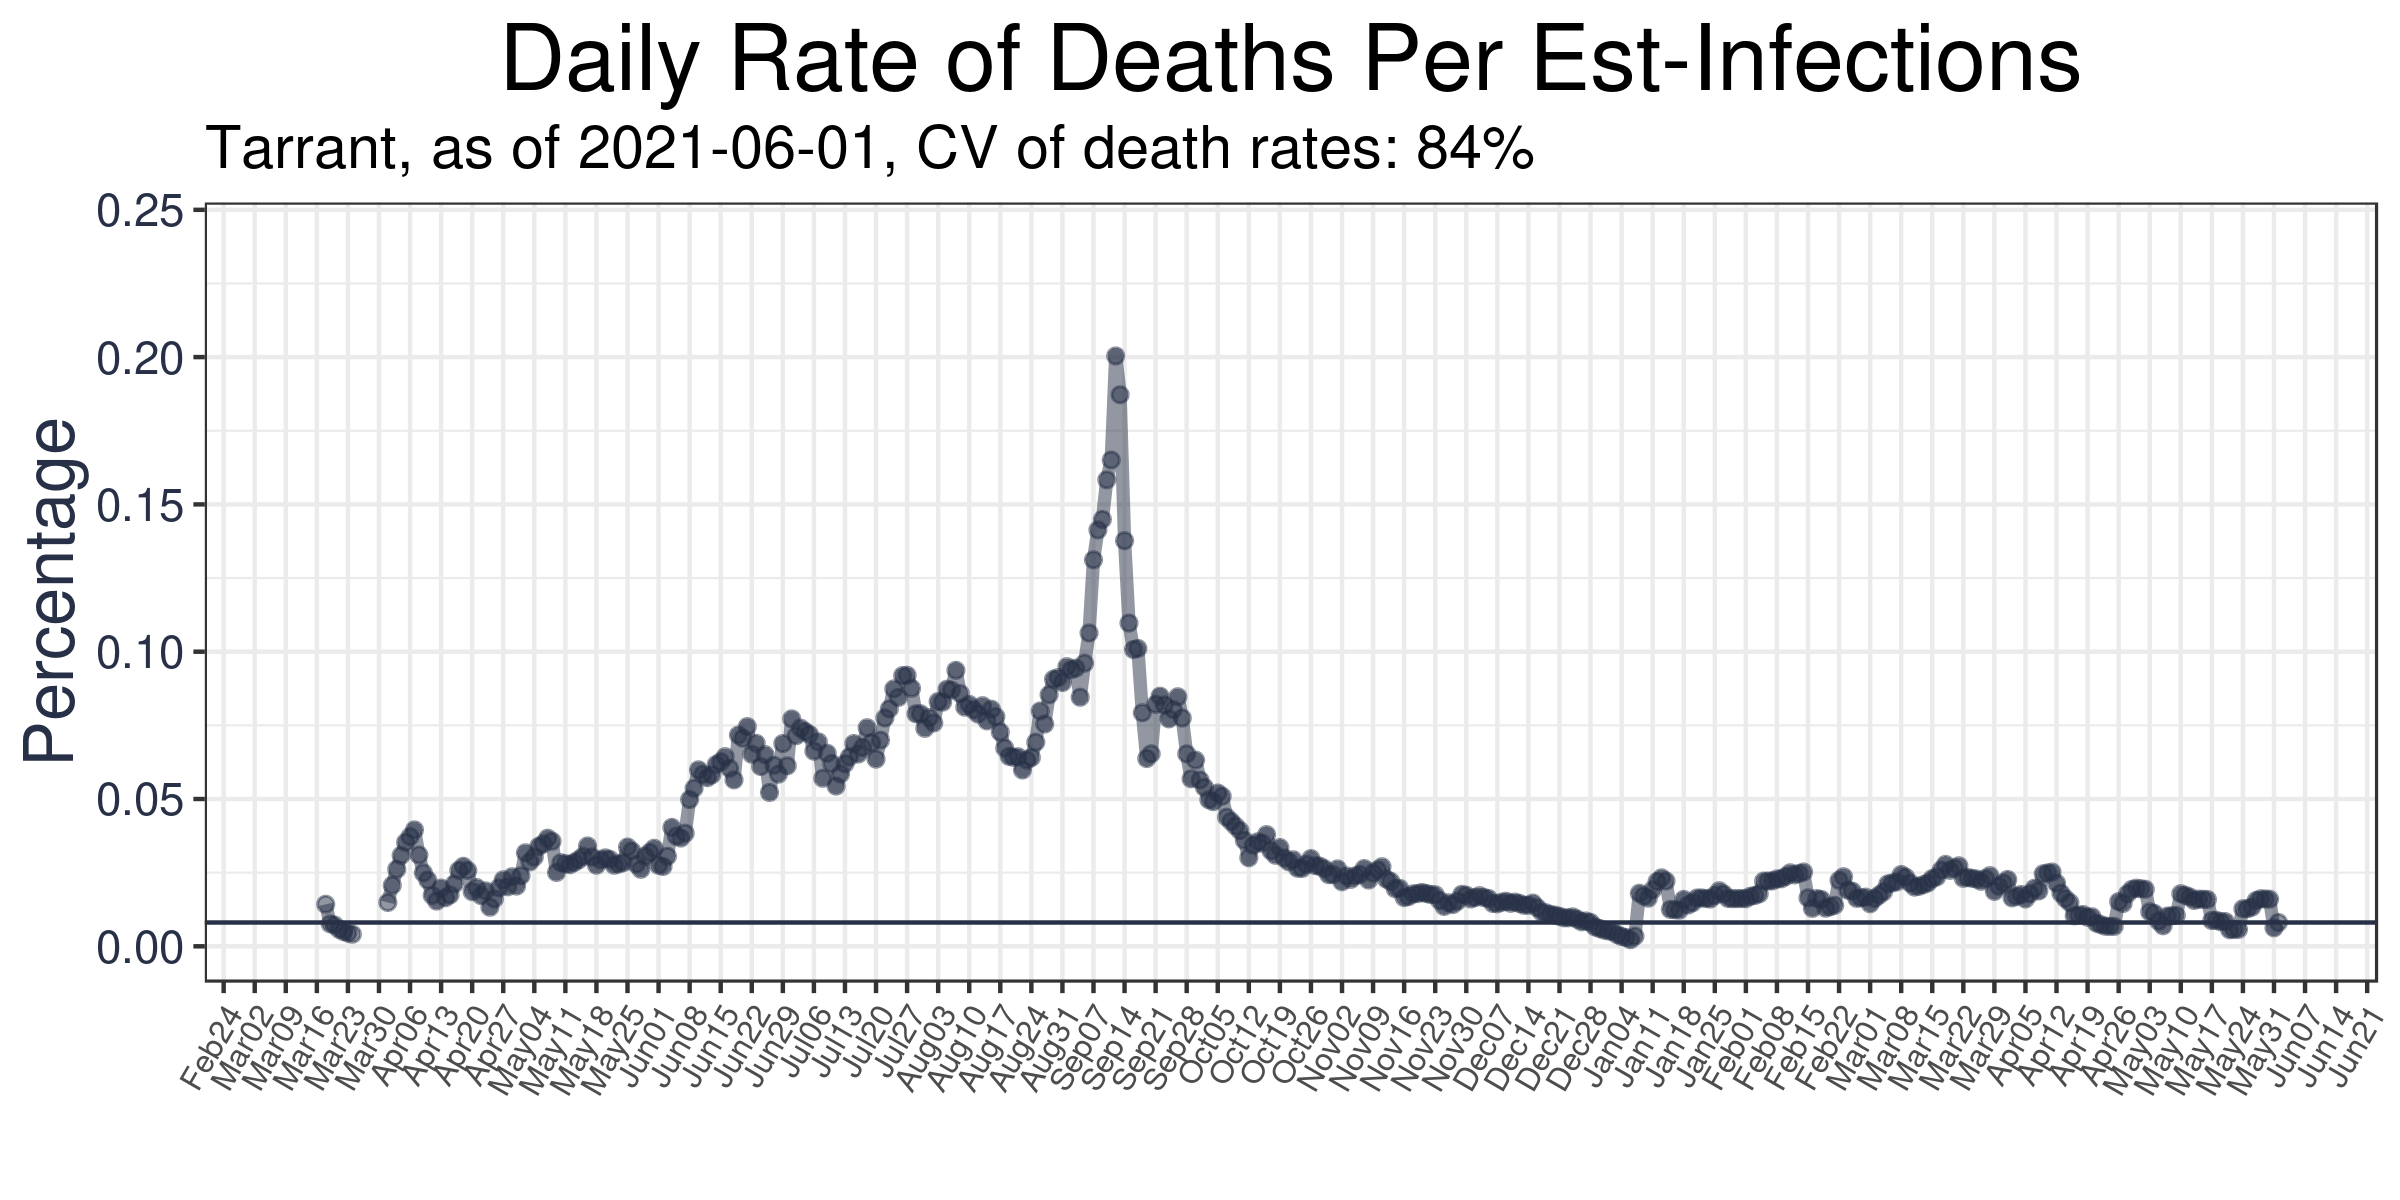 Daily Rate of Deaths Per Est-Infections
Tarrant, as of 2021-06-01, CV of death rates: 84%
Percentage
0.25
0.20
0.15
0.10
0.05
0.00
Feb24
Mar02
Mar09
Mar16
Mar23
Mar30
Apr06
Apr13
Apr20
Apr27
May04
May11
May18
May25
Jun01
Jun08
Jun15
Jun22
Jun29
Jul06
Jul13
Jul20
Jul27
Aug03
Aug10
Aug17
Aug24
Aug31
Sep07
Sep14
Sep21
Sep28
Oct05
Oct12
Oct19
Oct26
Nov02
Nov09
Nov16
Nov23
Nov30
Dec07
Dec14
Dec21
Dec28
Jan04
Jan11
Jan18
Jan25
Feb01
Feb08
Feb15
Feb22
Mar01
Mar08
Mar15
Mar22
Mar29
Apr05
Apr12
Apr19
Apr26
May03
May10
May17
May24
May31
Jun07
Jun14
Jun21